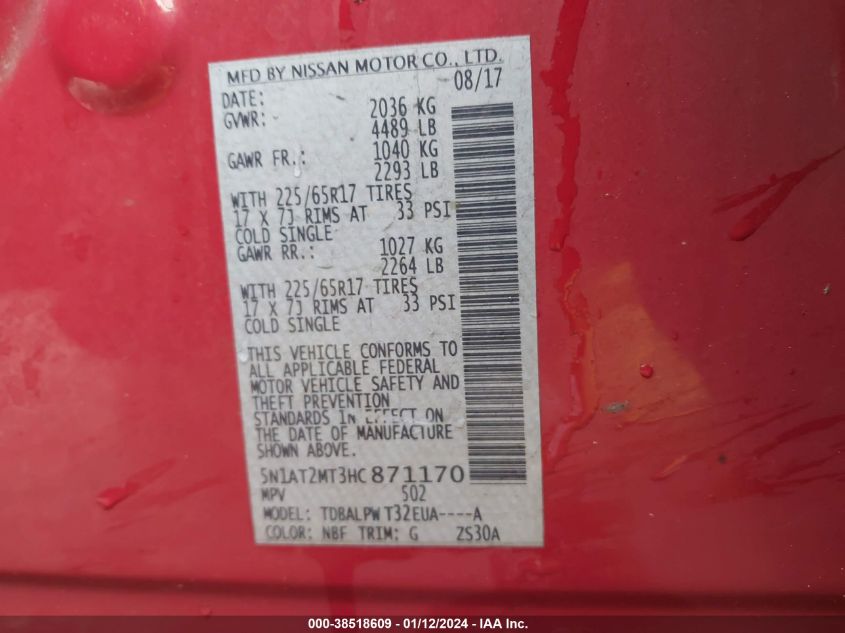 MFD BY NISSAN MOTOR CO., LTD.
DATE: 08/17
GVWR: 2036 KG
4489 LB
GAWR FR.: 1040 KG
2293 LB
WITH 225/65R17 TIRES
17 X 7J RIMS AT 33 PSI
COLD SINGLE
GAWR RR.: 1027 KG
2264 LB
WITH 225/65R17 TIRES
17 X 7J RIMS AT 33 PSI
COLD SINGLE
THIS VEHICLE CONFORMS TO
ALL APPLICABLE FEDERAL
MOTOR VEHICLE SAFETY AND
THEFT PREVENTION
STANDARDS IN EFFECT ON
THE DATE OF MANUFACTURE
SHOWN ABOVE.
5N1AT2MT3HC871170
MPV 502
MODEL: TDBALPW T32EUA----A
COLOR: NBF TRIM: G ZS30A
000-38518609 - 01/12/2024 - IAA Inc.